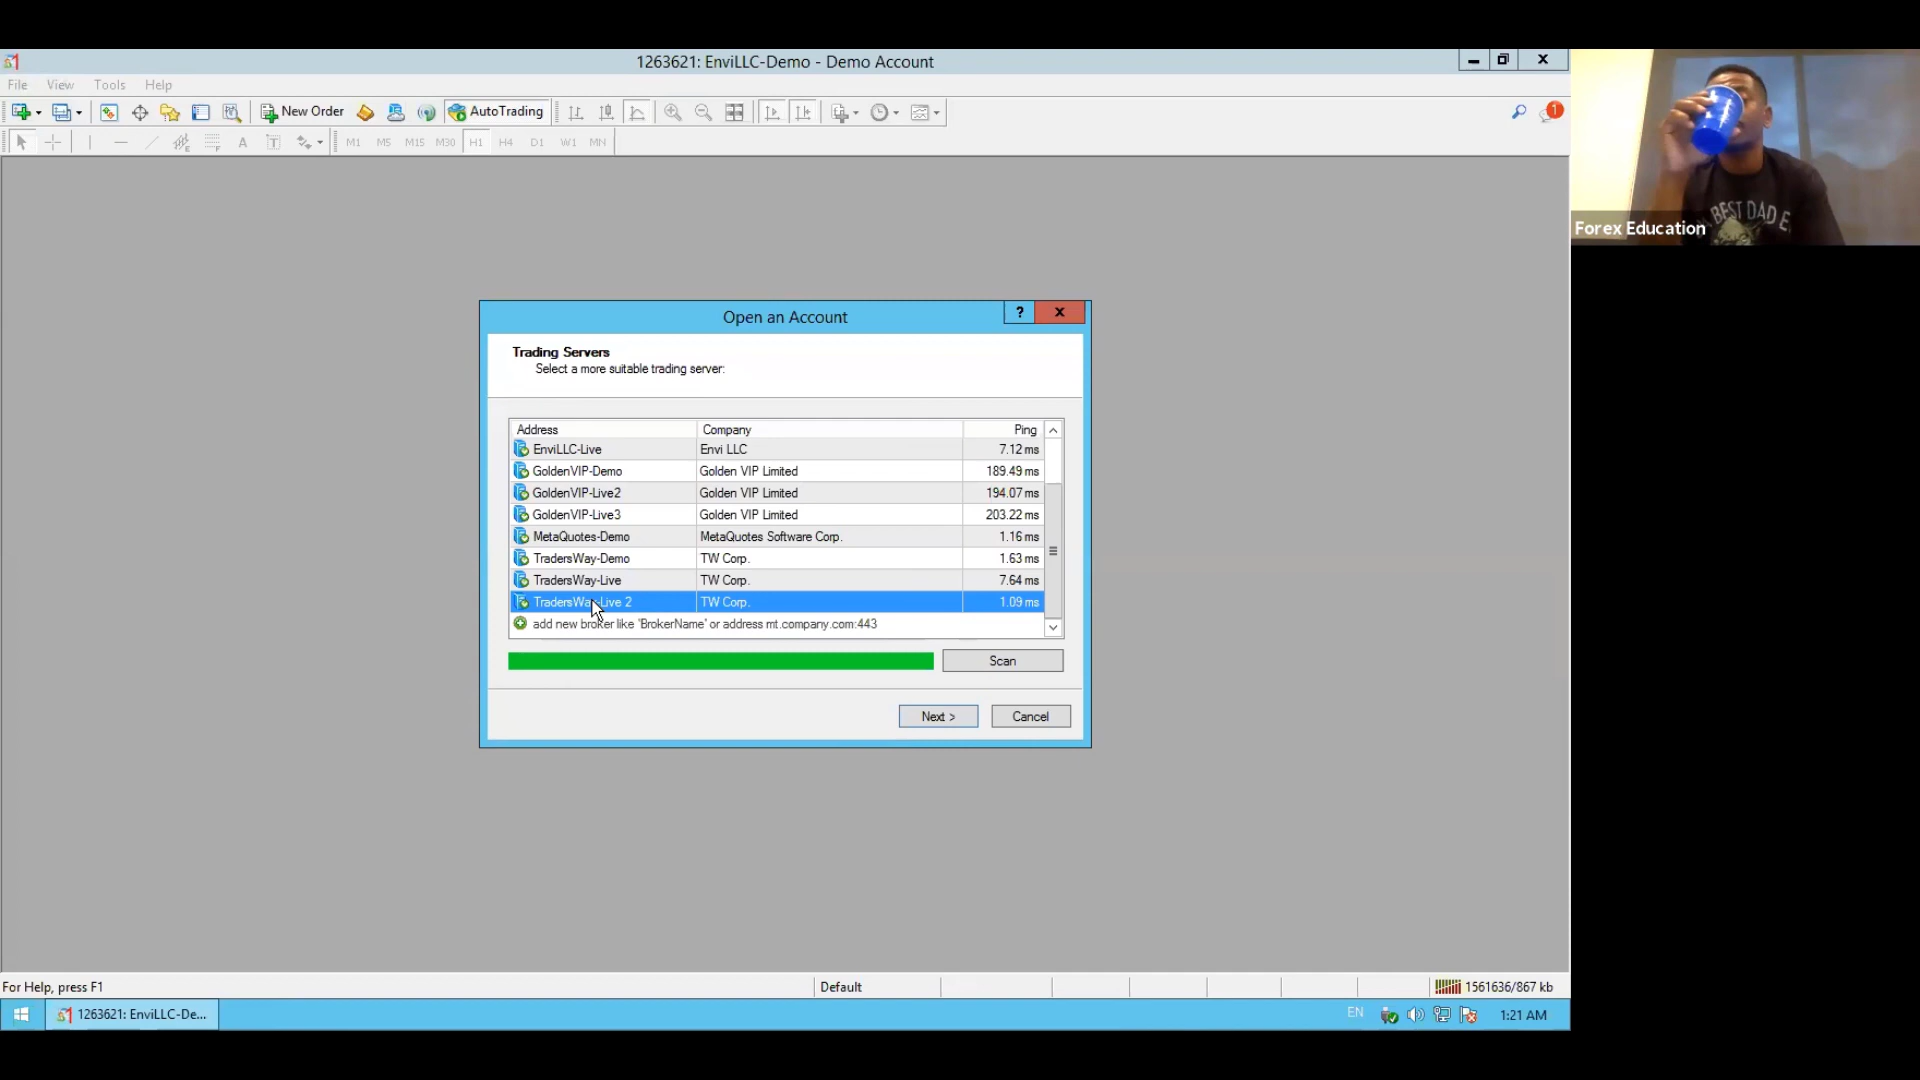 1263621: EnviLLC-Demo - Demo Account
File View Tools Help
New Order AutoTrading 1
A T M1 M5 M15 M30 H1 H4 D1 W1 MN
BEST DAD E
Forex Education
Open an Account ?
Trading Servers
Select a more suitable trading server:
Address Company Ping
EnviLLC-Live Envi LLC 7.12 ms
GoldenVIP-Demo Golden VIP Limited 189.49 ms
GoldenVIP-Live2 Golden VIP Limited 194.07 ms
GoldenVIP-Live3 Golden VIP Limited 203.22 ms
MetaQuotes-Demo MetaQuotes Software Corp. 1.16 ms
TradersWay-Demo TW Corp. 1.63 ms
TradersWay-Live TW Corp. 7.64 ms
TradersWay-Live 2 TW Corp. 1.09 ms
add new broker like 'BrokerName' or address mt.company.com:443
Scan
Next > Cancel
For Help, press F1 Default 1561636/867 kb
1263621: EnviLLC-De... EN 1:21 AM